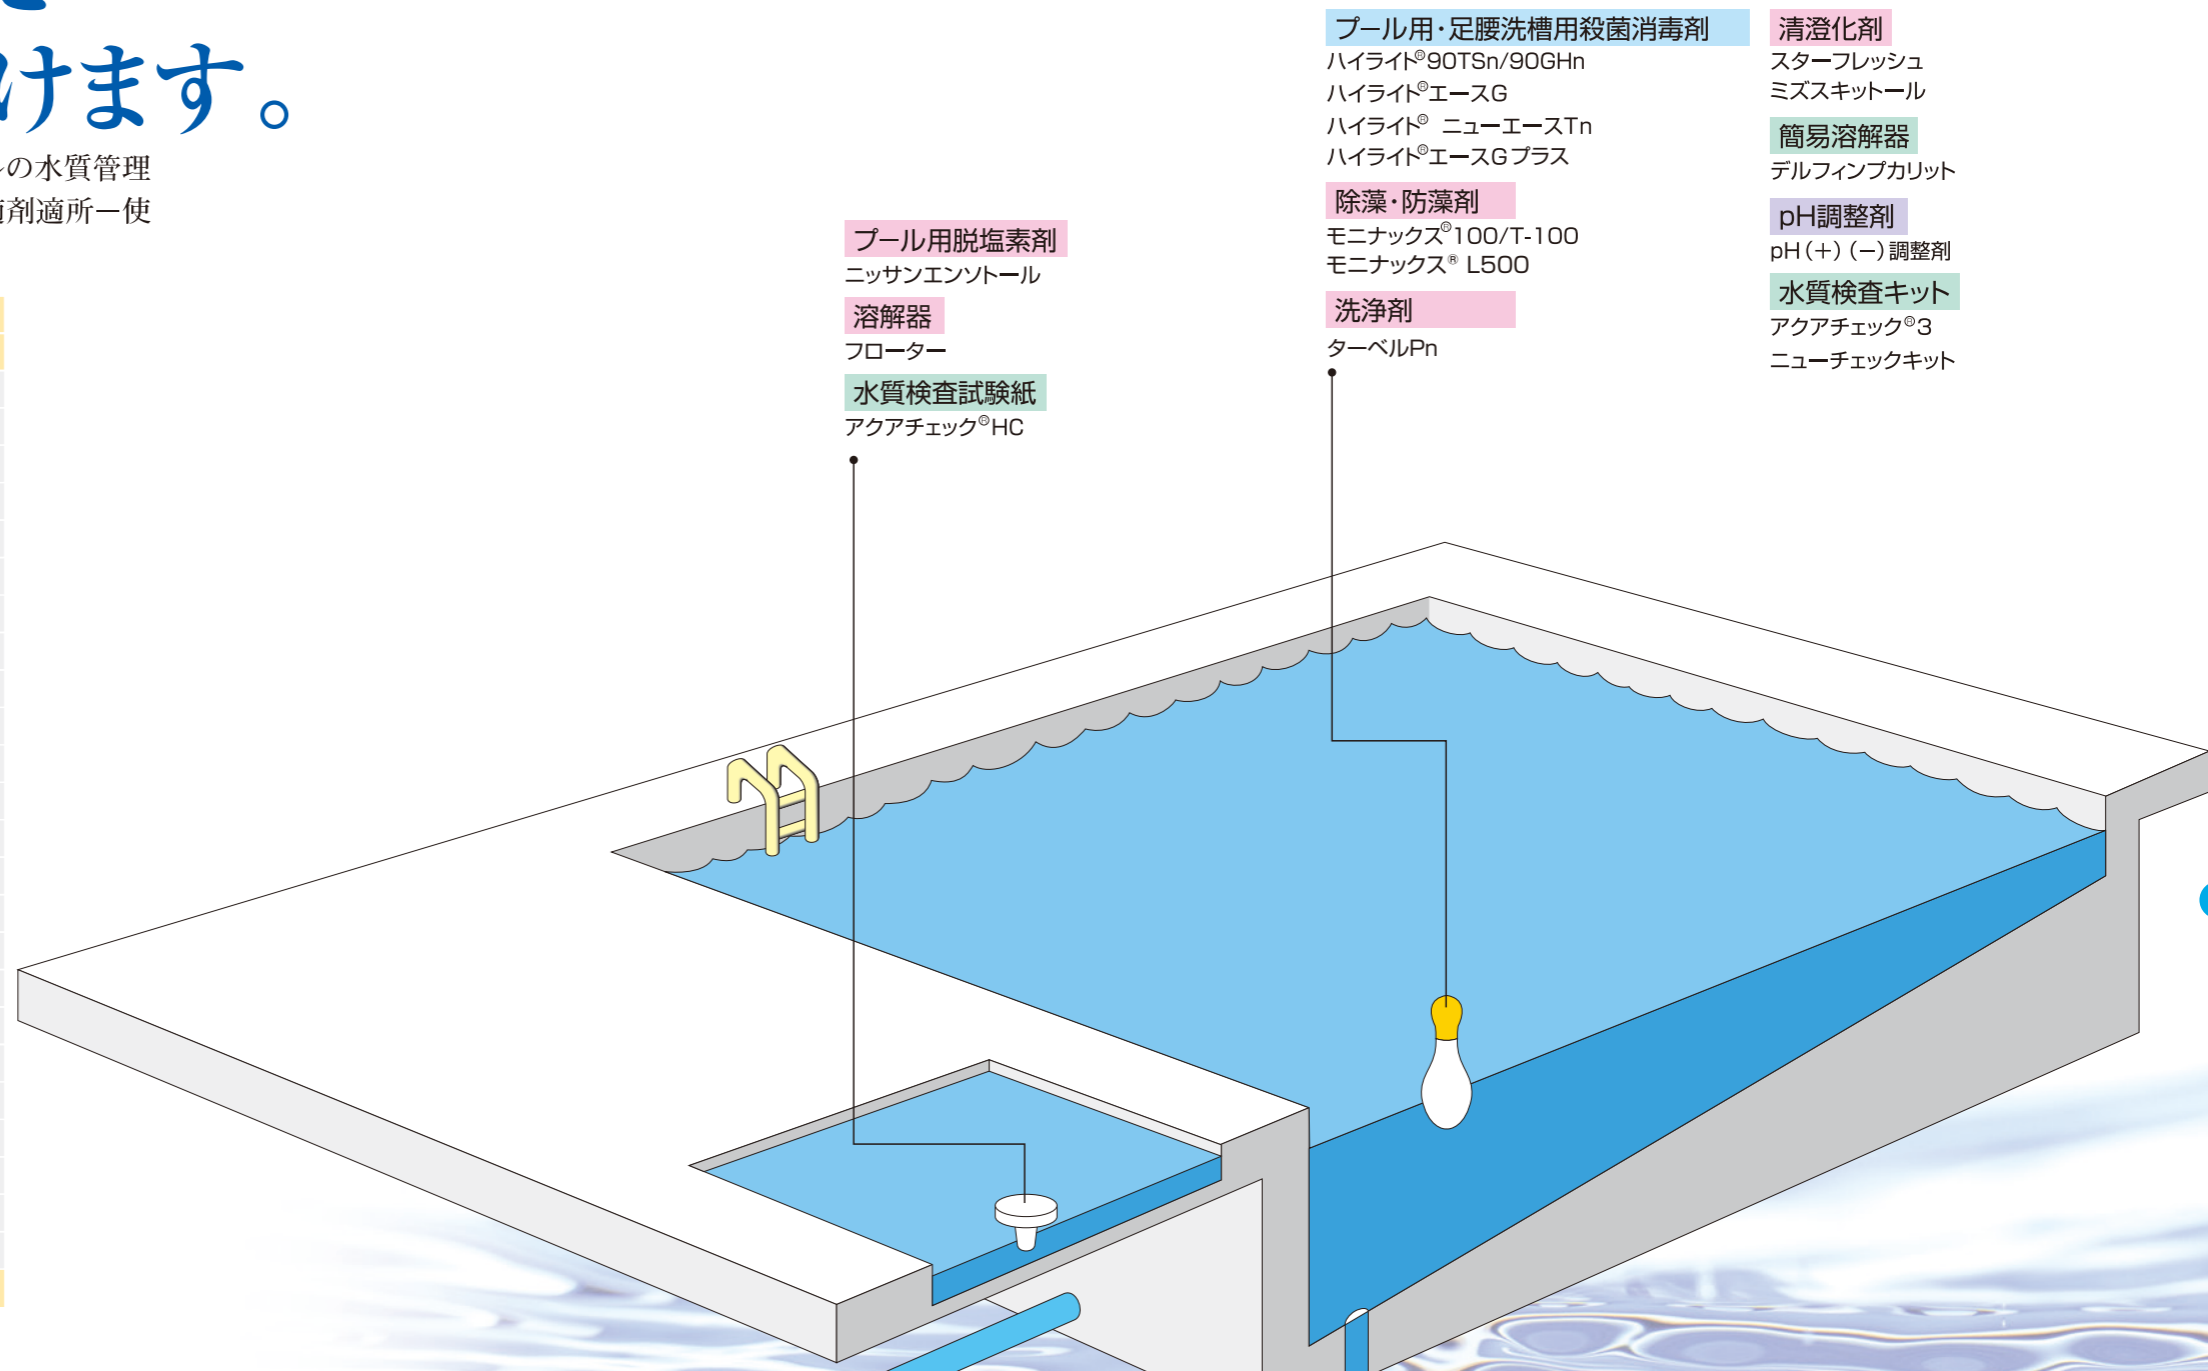 けます。
の水質管理
剤適所—使
プール用脱塩素剤
ニッサンエンソトール
溶解器
フローター
水質検査試験紙
アクアチェック®HC
プール用・足腰洗槽用殺菌消毒剤
ハイライト®90TSn/90GHn
ハイライト®エースG
ハイライト® ニューエースTn
ハイライト®エースGプラス
除藻・防藻剤
モニナックス®100/T-100
モニナックス® L500
洗浄剤
ターベルPn
清澄化剤
スターフレッシュ
ミズスキットール
簡易溶解器
デルフィンプカリット
pH調整剤
pH(+)(−)調整剤
水質検査キット
アクアチェック®3
ニューチェックキット